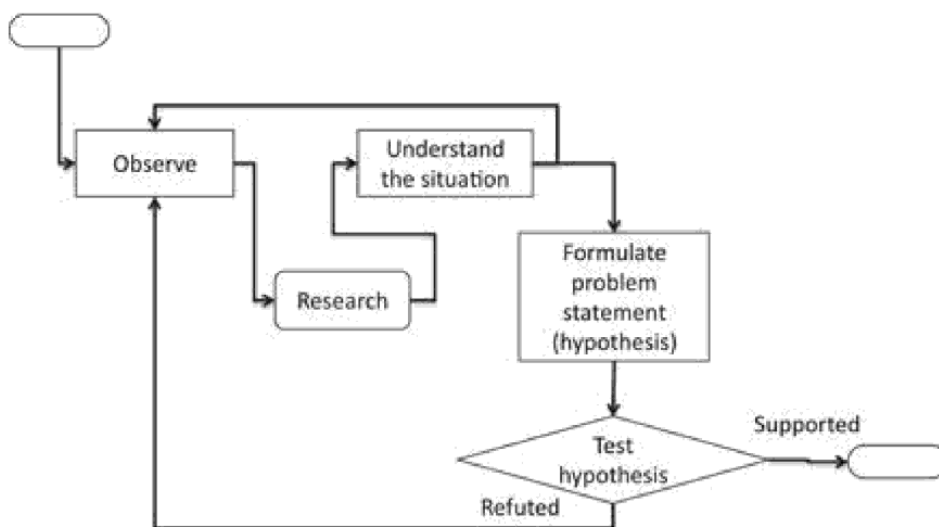 Observe
Understand
the situation
Research
Formulate
problem
statement
(hypothesis)
Supported
Test
hypothesis
Refuted